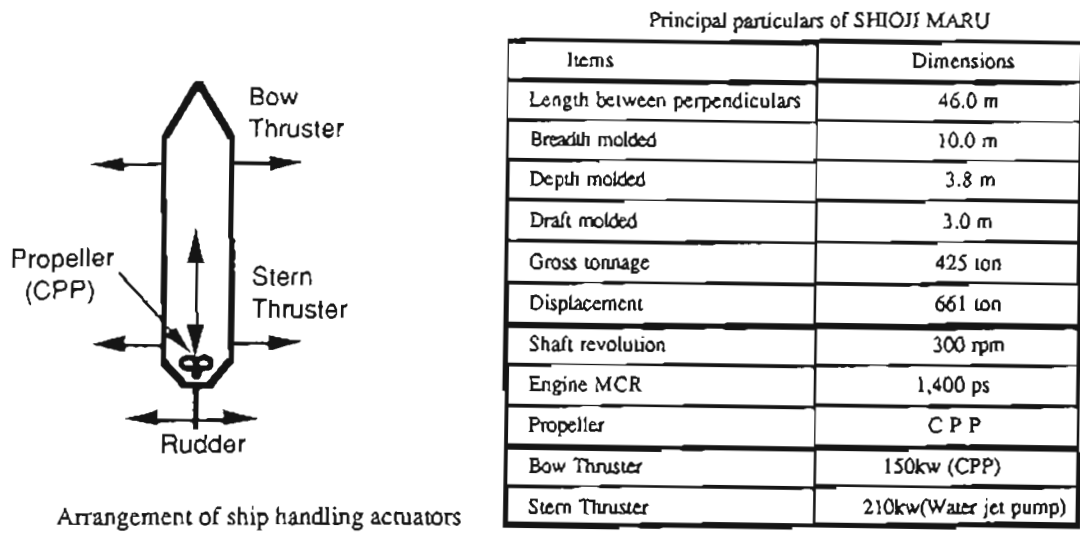 Bow
Thruster
Propeller
(CPP)
Stern
Thruster
Rudder
Arrangement of ship handling actuators
Principal particulars of SHIOJI MARU
Items Dimensions
Length between perpendiculars 46.0 m
Breadth molded 10.0 m
Depth molded 3.8 m
Draft molded 3.0 m
Gross tonnage 425 ton
Displacement 661 ton
Shaft revolution 300 rpm
Engine MCR 1,400 ps
Propeller C P P
Bow Thruster 150kw (CPP)
Stern Thruster 210kw(Water jet pump)